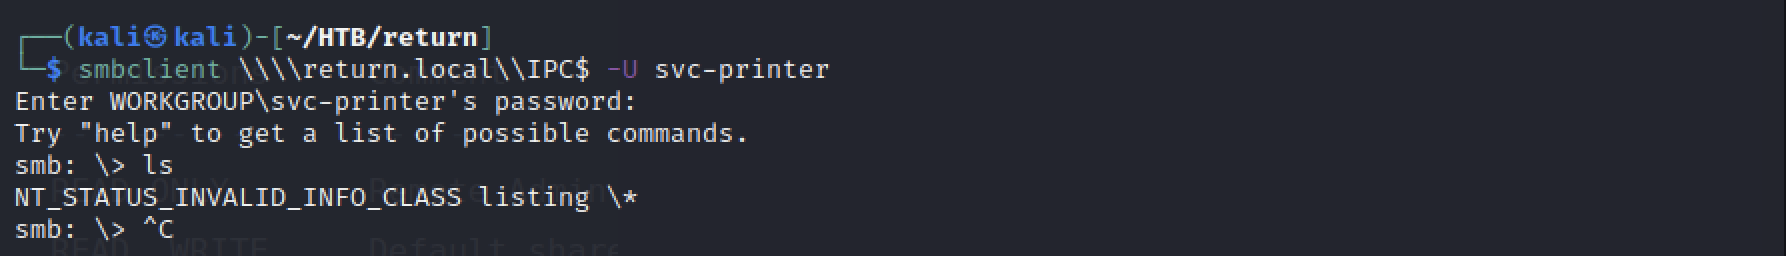 ┌──(kali㉿kali)-[~/HTB/return]
└─$ smbclient \\\\return.local\\IPC$ -U svc-printer
Enter WORKGROUP\svc-printer's password:
Try "help" to get a list of possible commands.
smb: \> ls
NT_STATUS_INVALID_INFO_CLASS listing \*
smb: \> ^C